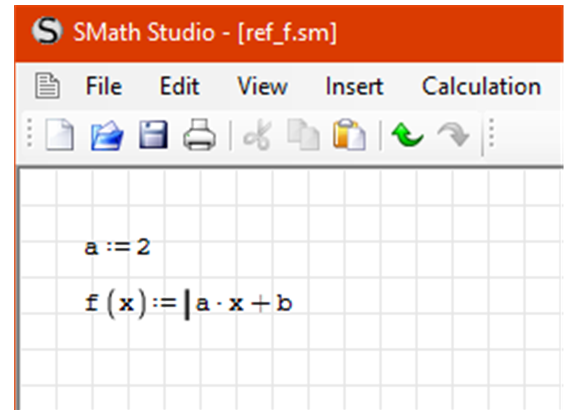 S SMath Studio - [ref_f.sm]
File Edit View Insert Calculation
a := 2
f (x) := | a · x + b